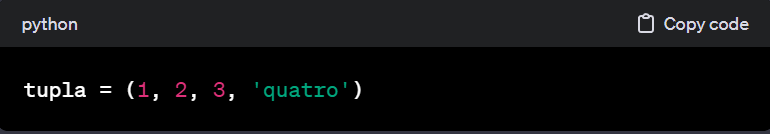 python Copy code
tupla = (1, 2, 3, 'quatro')